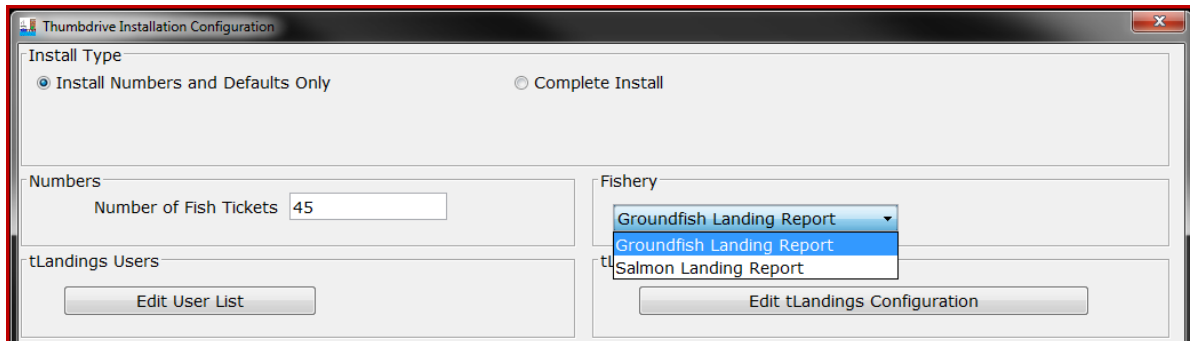 Thumbdrive Installation Configuration
Install Type
Install Numbers and Defaults Only
Complete Install
Numbers
Number of Fish Tickets 45
Fishery
Groundfish Landing Report
Groundfish Landing Report
Salmon Landing Report
tLandings Users
Edit User List
Edit tLandings Configuration